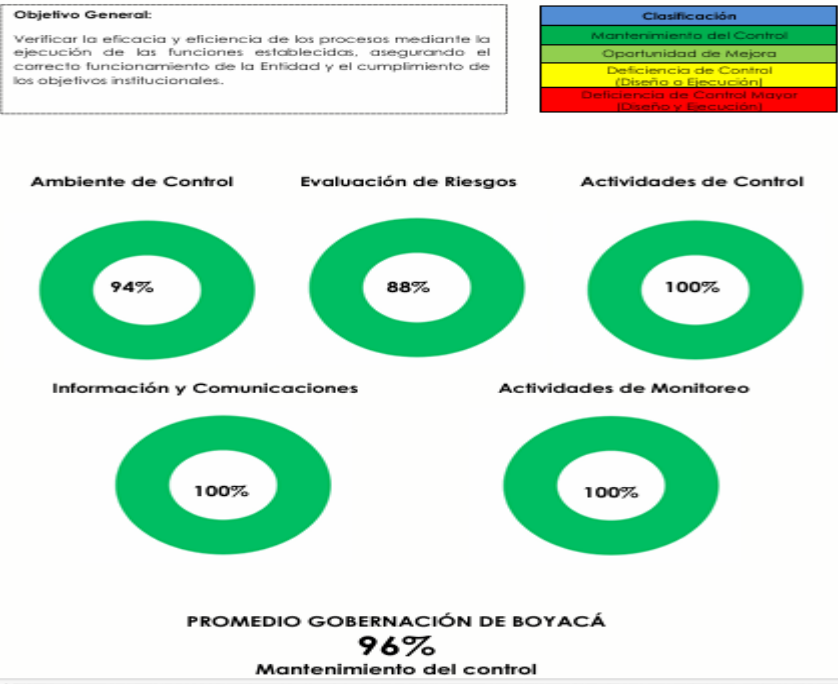 Objetivo General:
Verificar la eficacia y eficiencia de los procesos mediante la
ejecución de las funciones establecidas, asegurando el
correcto funcionamiento de la Entidad y el cumplimiento de
los objetivos institucionales.
Clasificación
Mantenimiento del Control
Oportunidad de Mejora
Deficiencia de Control
(Diseño o Ejecución)
Deficiencia de Control Mayor
(Diseño y Ejecución)
Ambiente de Control
Evaluación de Riesgos
Actividades de Control
94%
88%
100%
Información y Comunicaciones
Actividades de Monitoreo
100%
100%
PROMEDIO GOBERNACIÓN DE BOYACÁ
96%
Mantenimiento del control